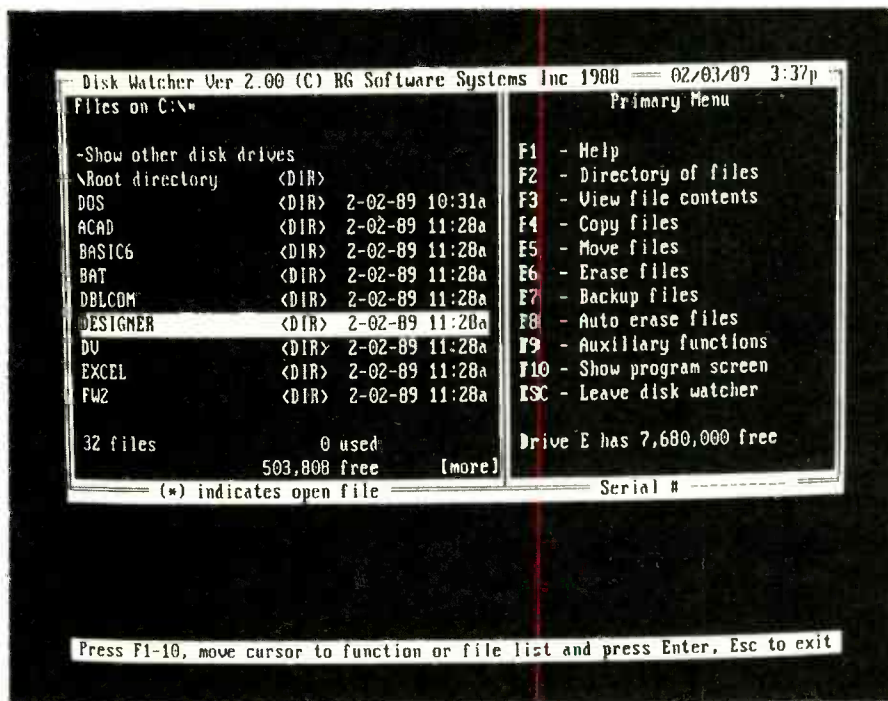 Disk Watcher Ver 2.00 (C) RG Software Systems Inc 1988 02/03/89 3:37p
Files on C:\*
-Show other disk drives
\Root directory <DIR>
DOS <DIR> 2-02-89 10:31a
ACAD <DIR> 2-02-89 11:28a
BASIC6 <DIR> 2-02-89 11:28a
BAT <DIR> 2-02-89 11:28a
DBLCOM <DIR> 2-02-89 11:28a
DESIGNER <DIR> 2-02-89 11:28a
DV <DIR> 2-02-89 11:28a
EXCEL <DIR> 2-02-89 11:28a
FW2 <DIR> 2-02-89 11:28a
32 files 0 used
503,808 free [more]
(*) indicates open file
Primary Menu
F1 - Help
F2 - Directory of files
F3 - View file contents
F4 - Copy files
F5 - Move files
F6 - Erase files
F7 - Backup files
F8 - Auto erase files
F9 - Auxiliary functions
F10 - Show program screen
ESC - Leave disk watcher
Drive E has 7,680,000 free
Serial # ----------
Press F1-10, move cursor to function or file list and press Enter, Esc to exit